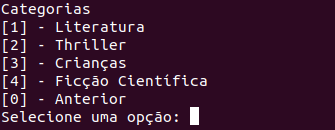 Categorias
[1] - Literatura
[2] - Thriller
[3] - Crianças
[4] - Ficção Científica
[0] - Anterior
Selecione uma opção: